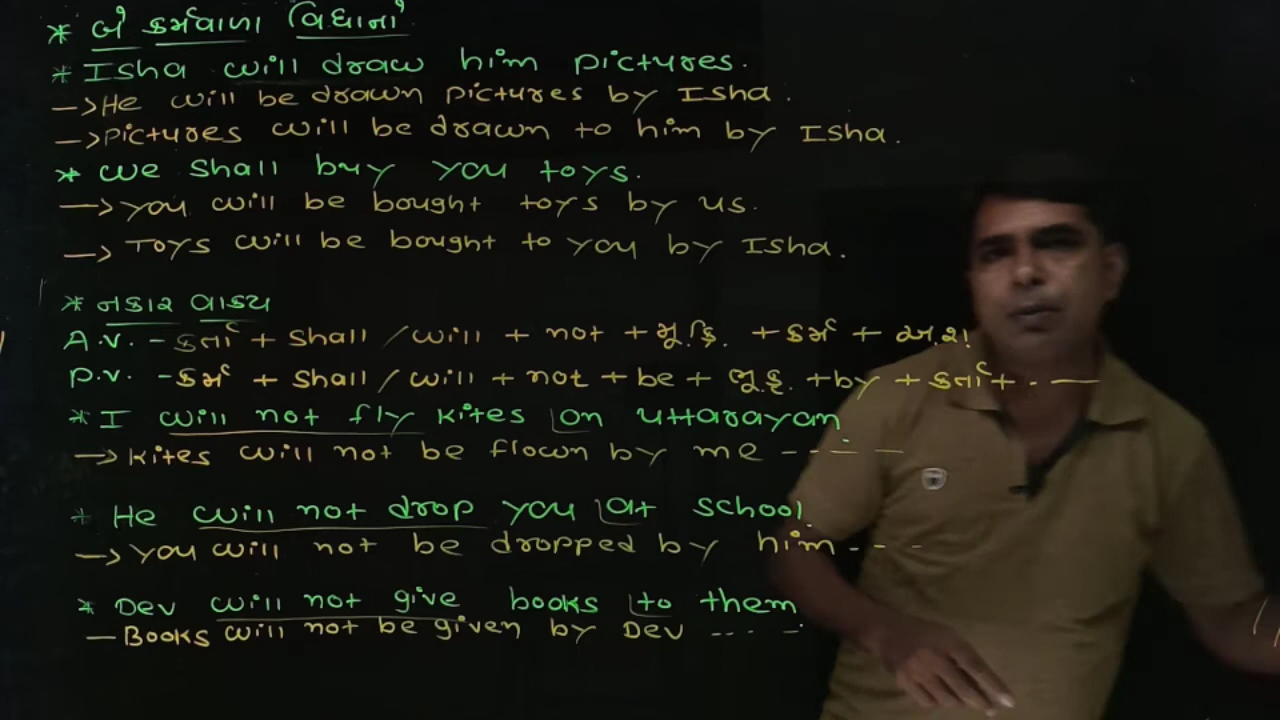 * બે કર્મવાળા વિધાનો
* Isha will draw him pictures.
→ He will be drawn pictures by Isha.
→ Pictures will be drawn to him by Isha.
* We shall buy you toys.
→ You will be bought toys by us.
→ Toys will be bought to you by Isha.
* નકાર વાક્ય
A.V. - કર્તા + shall / will + not + મૂ.ક્રિ. + કર્મ + અ.શ.
P.V. - કર્મ + shall / will + not + be + ભૂ.કૃ. + by + કર્તા + . —
* I will not fly kites on Uttarayan.
→ Kites will not be flown by me - - - -
* He will not drop you at school.
→ You will not be dropped by him - - -
* Dev will not give books to them.
— Books will not be given by Dev - - - -